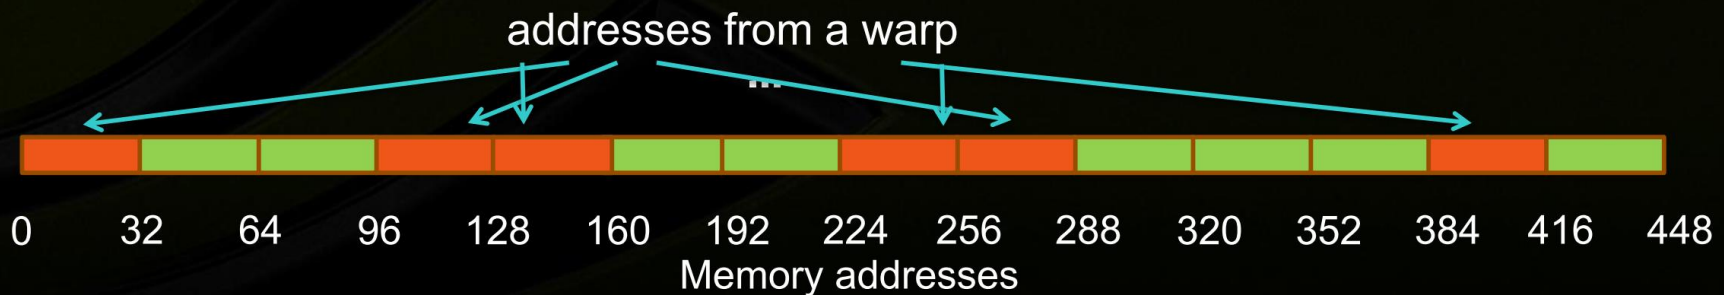 addresses from a warp
...
0 32 64 96 128 160 192 224 256 288 320 352 384 416 448
Memory addresses